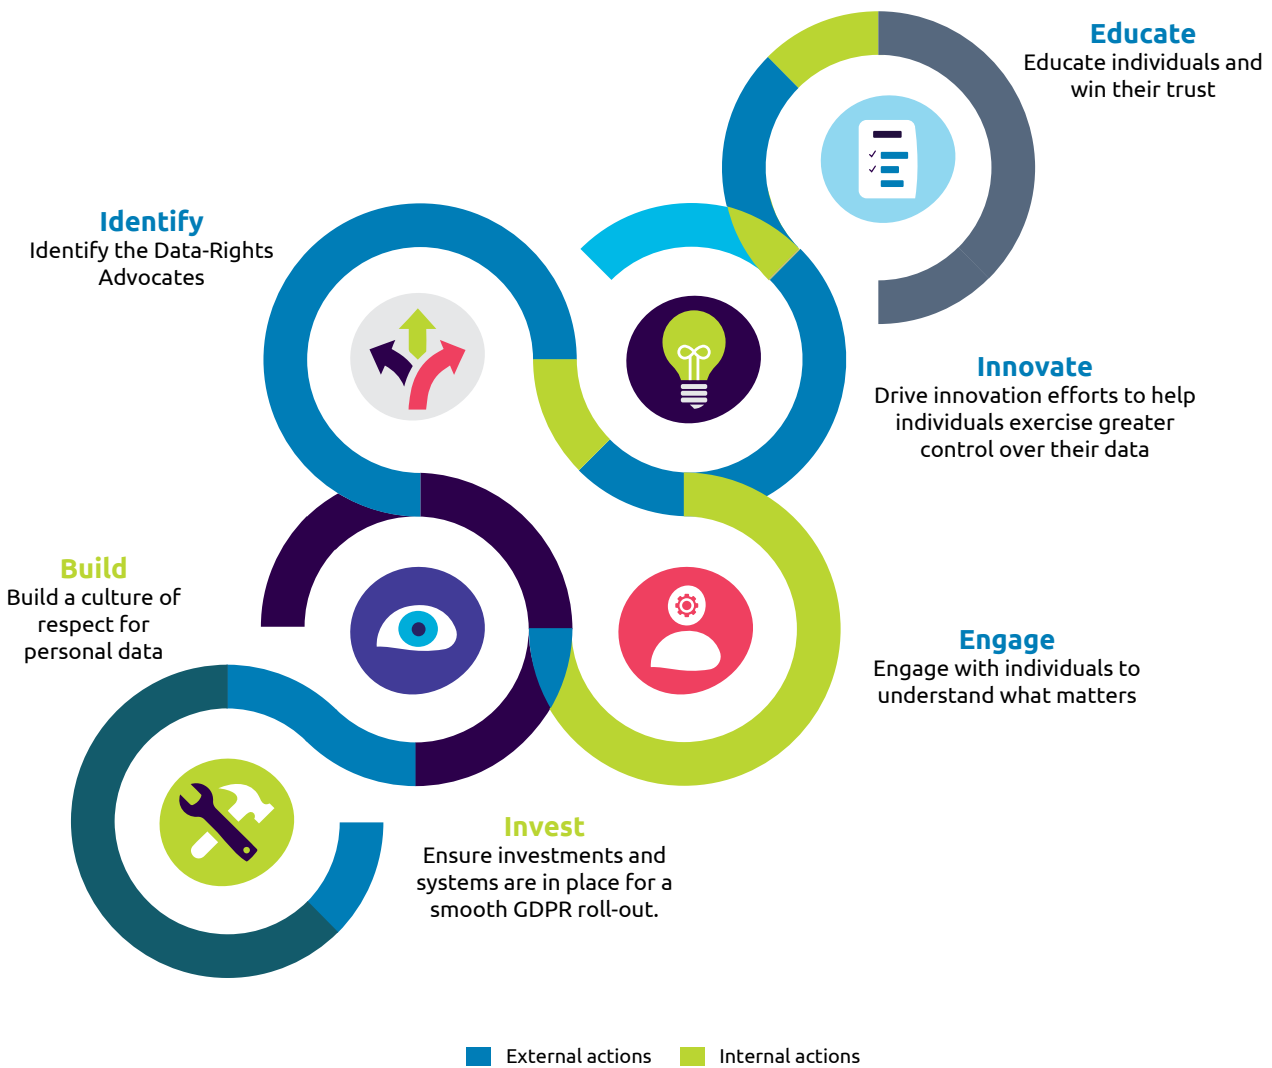 Educate
Educate individuals and
win their trust
Identify
Identify the Data-Rights
Advocates
Innovate
Drive innovation efforts to help
individuals exercise greater
control over their data
Build
Build a culture of
respect for
personal data
Engage
Engage with individuals to
understand what matters
Invest
Ensure investments and
systems are in place for a
smooth GDPR roll-out.
External actions
Internal actions